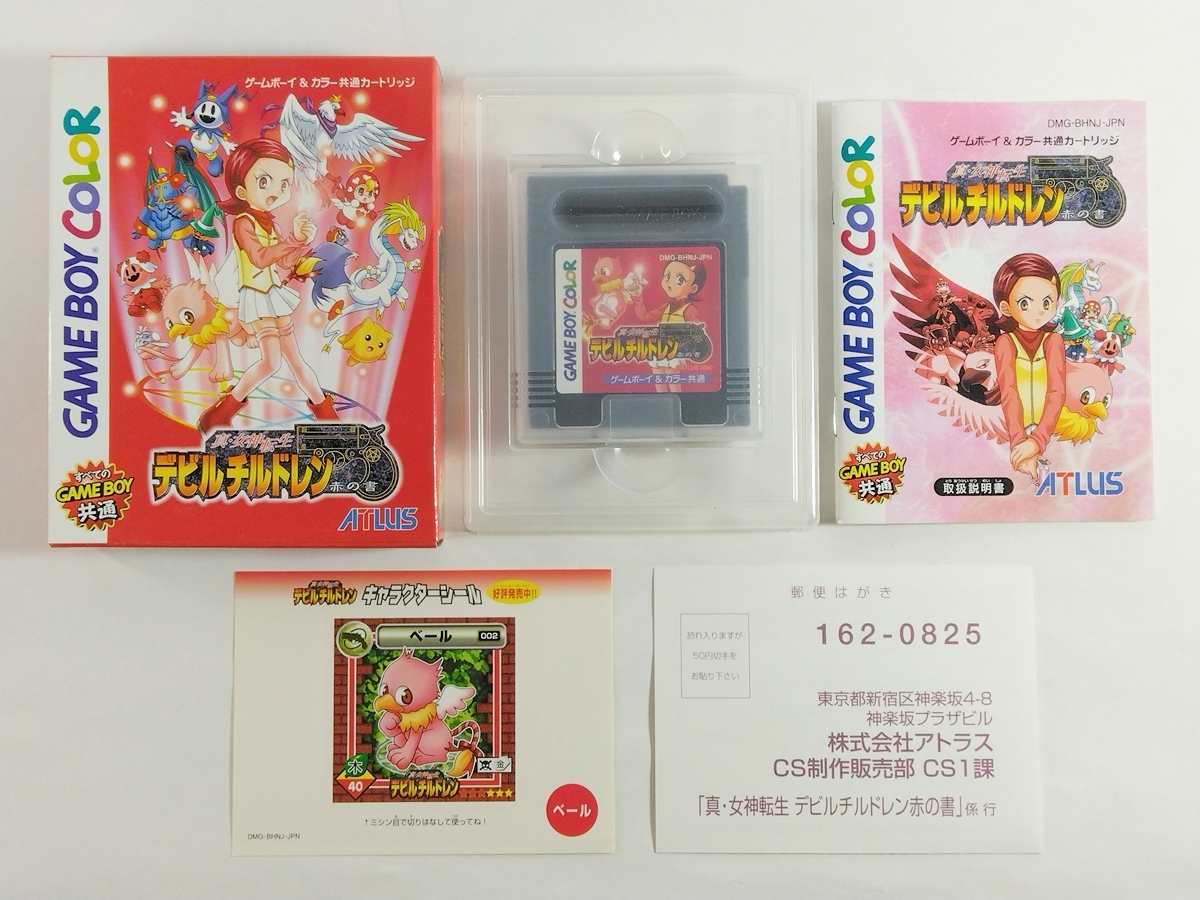 ゲームボーイ&カラー共通カートリッジ
GAME BOY COLOR
真・女神転生
デビルチルドレン
赤の書
すべての
GAME BOY
共通
ATLUS
DMG-BHNJ-JPN
GAME BOY COLOR
真・女神転生
デビルチルドレン
赤の書
ATLUS 2000
ゲームボーイ&カラー共通
DMG-BHNJ-JPN
ゲームボーイ&カラー共通カートリッジ
GAME BOY COLOR
真・女神転生
デビルチルドレン
赤の書
すべての
GAME BOY
共通
取扱説明書
ATLUS
真・女神転生
デビルチルドレン キャラクターシール 好評発売中!!
ベール 002
木
40
金
真・女神転生
デビルチルドレン
★★★★★
↑ミシン目で切りはなして使ってね!
ベール
DMG-BHNJ-JPN
郵便はがき
恐れ入りますが
50円切手を
お貼り下さい
162-0825
東京都新宿区神楽坂4-8
神楽坂プラザビル
株式会社アトラス
CS制作販売部 CS1課
「真・女神転生 デビルチルドレン赤の書」係 行